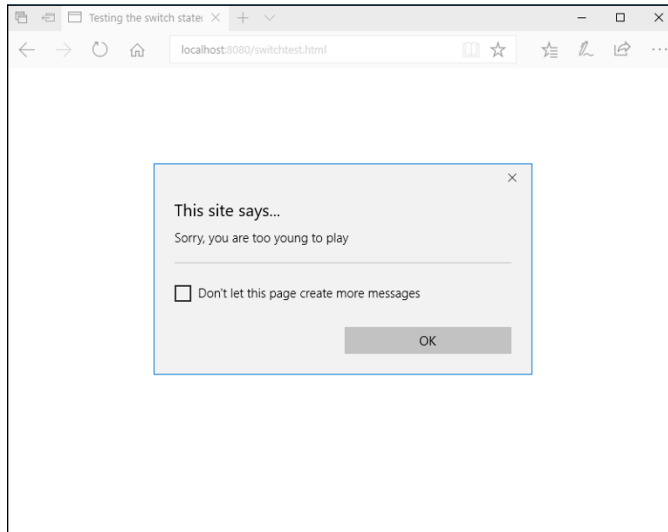 Testing the switch state
localhost:8080/switchtest.html
This site says...
Sorry, you are too young to play
Don't let this page create more messages
OK